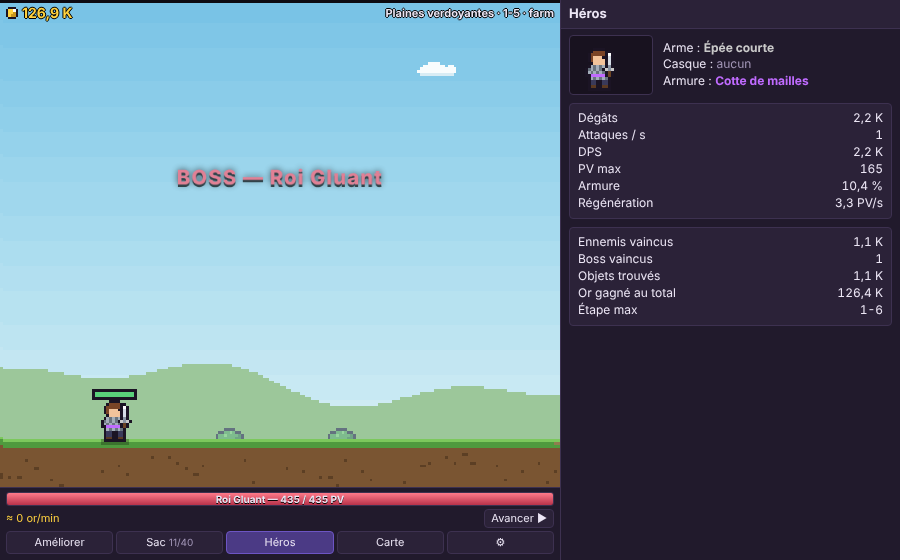 126,9 K
Plaines verdoyantes · 1-5 · farm
BOSS — Roi Gluant
Roi Gluant — 435 / 435 PV
≈ 0 or/min
Avancer ▶
Améliorer
Sac 11/40
Héros
Carte
⚙
Héros
Arme : Épée courte
Casque : aucun
Armure : Cotte de mailles
Dégâts 2,2 K
Attaques / s 1
DPS 2,2 K
PV max 165
Armure 10,4 %
Régénération 3,3 PV/s
Ennemis vaincus 1,1 K
Boss vaincus 1
Objets trouvés 1,1 K
Or gagné au total 126,4 K
Étape max 1-6